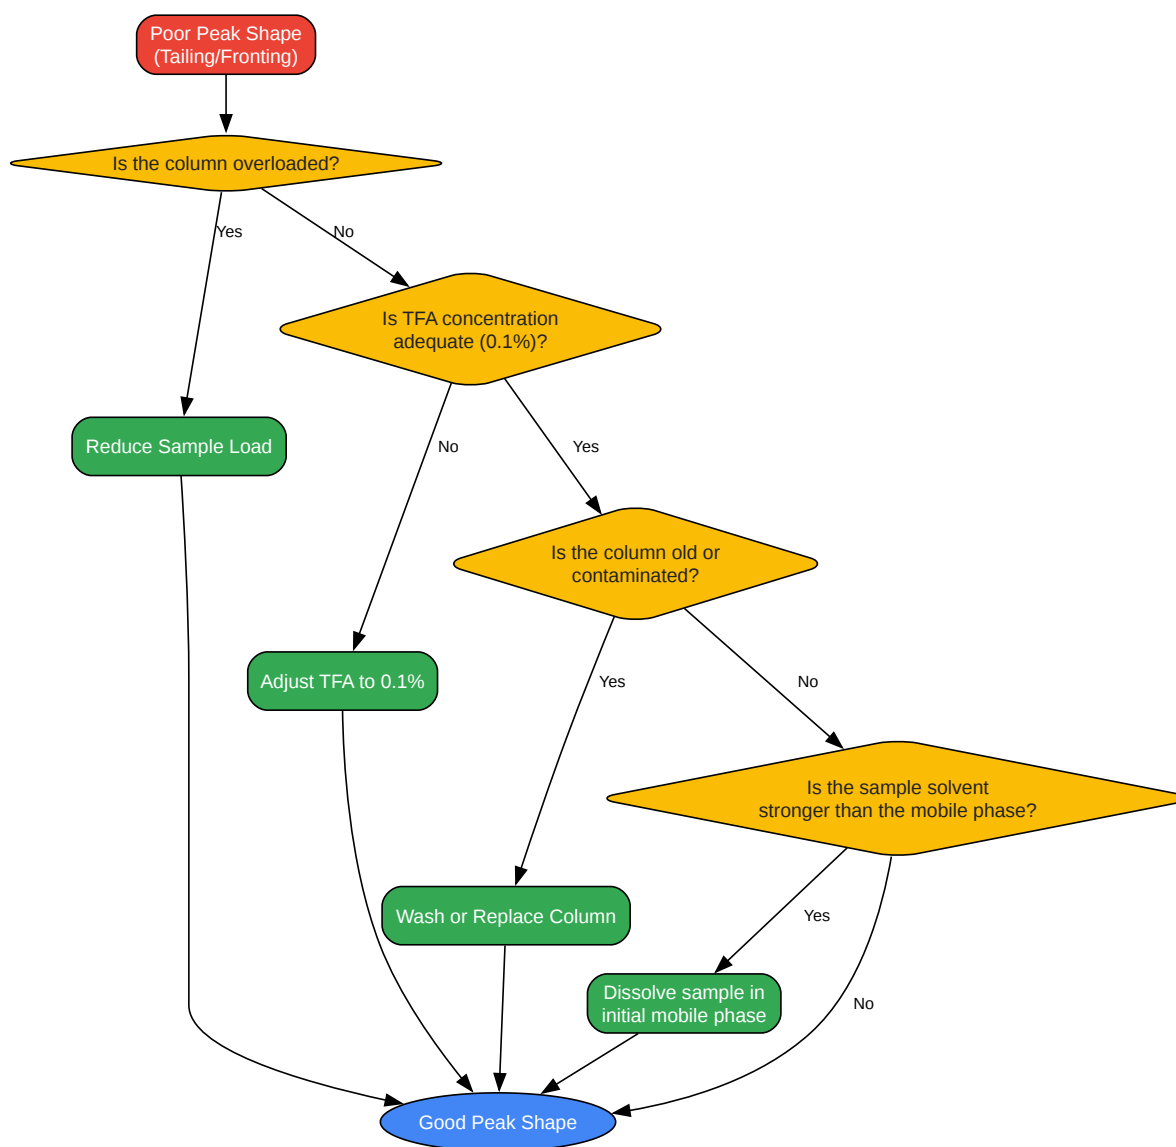 Poor Peak Shape
(Tailing/Fronting)
Is the column overloaded?
Yes
No
Is TFA concentration
adequate (0.1%)?
Reduce Sample Load
No
Yes
Is the column old or
contaminated?
Adjust TFA to 0.1%
Yes
No
Is the sample solvent
stronger than the mobile phase?
Wash or Replace Column
Yes
Dissolve sample in
initial mobile phase
No
Good Peak Shape